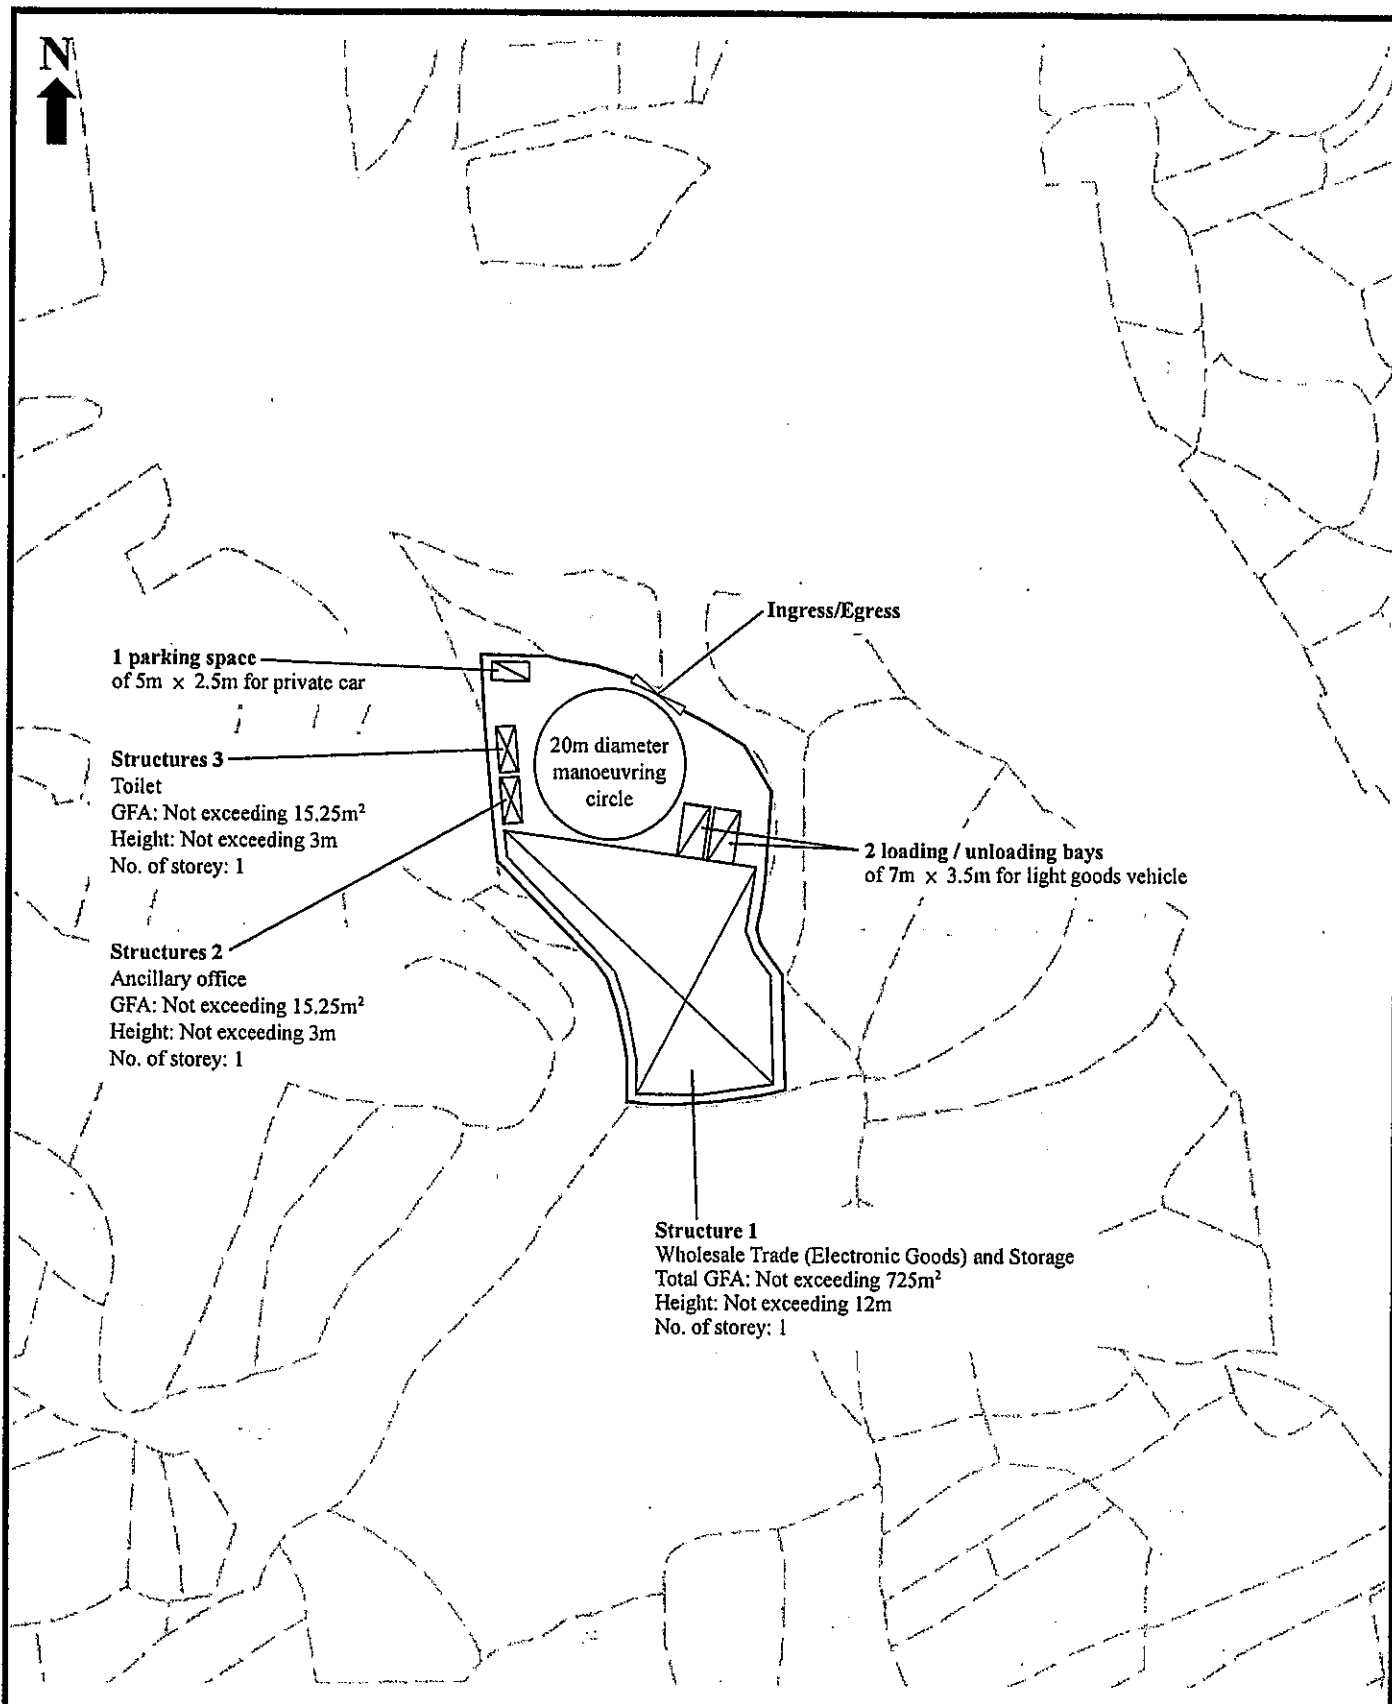 N
Ingress/Egress
1 parking space
of 5m × 2.5m for private car
20m diameter
manoeuvring
circle
Structures 3
Toilet
GFA: Not exceeding 15.25m²
Height: Not exceeding 3m
No. of storey: 1
2 loading / unloading bays
of 7m × 3.5m for light goods vehicle
Structures 2
Ancillary office
GFA: Not exceeding 15.25m²
Height: Not exceeding 3m
No. of storey: 1
Structure 1
Wholesale Trade (Electronic Goods) and Storage
Total GFA: Not exceeding 725m²
Height: Not exceeding 12m
No. of storey: 1